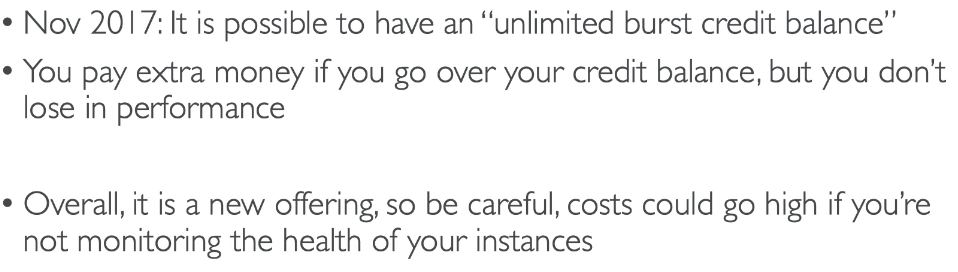 • Nov 2017: It is possible to have an “unlimited burst credit balance”
• You pay extra money if you go over your credit balance, but you don’t
lose in performance
• Overall, it is a new offering, so be careful, costs could go high if you’re
not monitoring the health of your instances